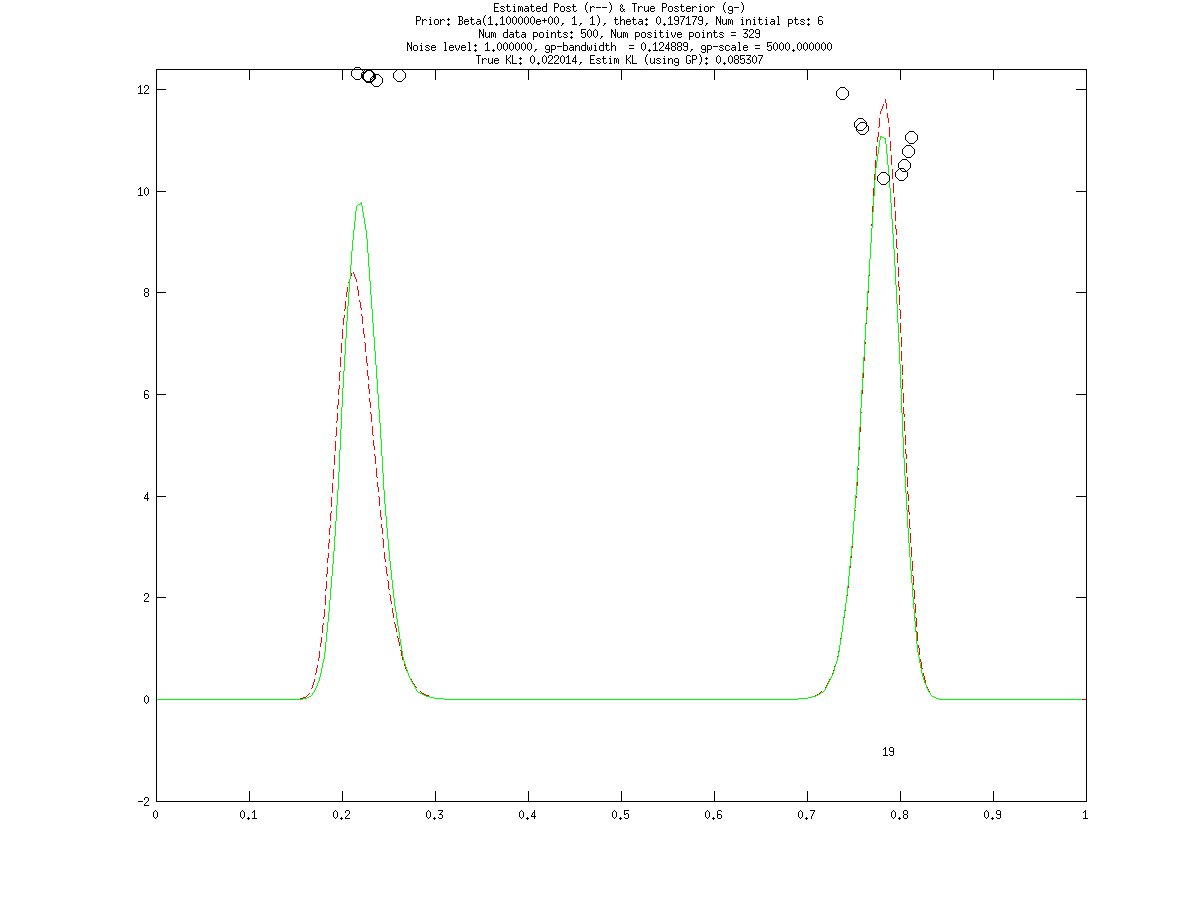 Estimated Post (r--) & True Posterior (g-)
Prior: Beta(1.100000e+00, 1, 1), theta: 0.197179, Num initial pts: 6
Num data points: 500, Num positive points = 329
Noise level: 1.000000, gp-bandwidth  = 0.124889, gp-scale = 5000.000000
True KL: 0.022014, Estim KL (using GP): 0.085307
12
10
8
6
4
2
0
19
-2
0 0.1 0.2 0.3 0.4 0.5 0.6 0.7 0.8 0.9 1